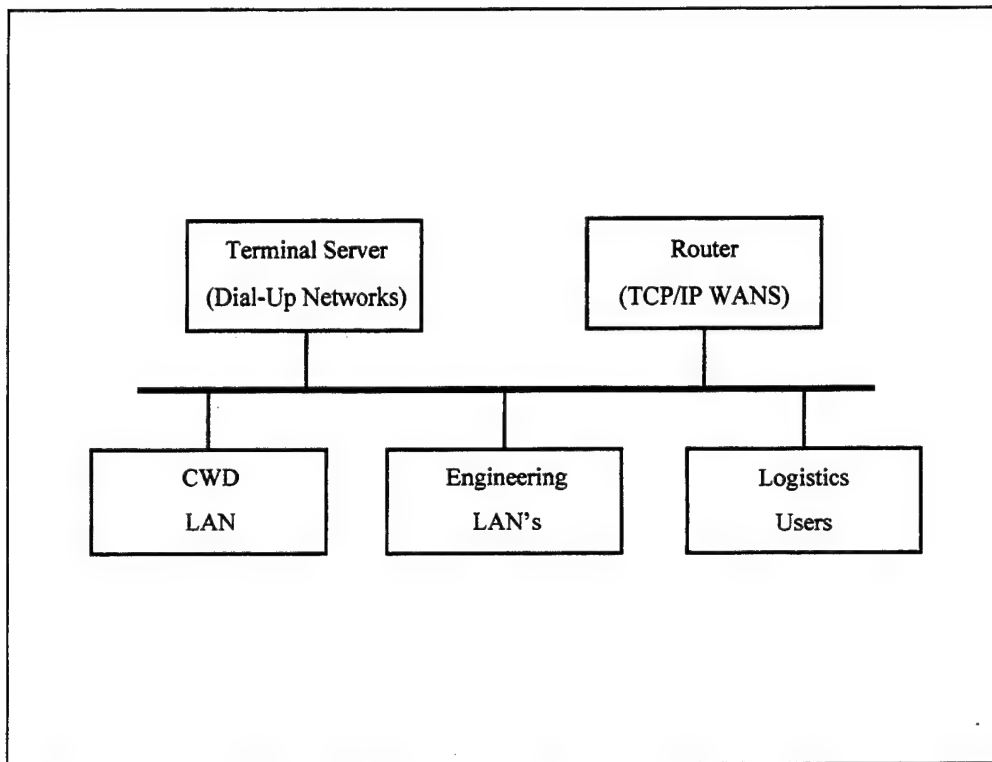 Terminal Server
(Dial-Up Networks)
Router
(TCP/IP WANS)
CWD
LAN
Engineering
LAN's
Logistics
Users